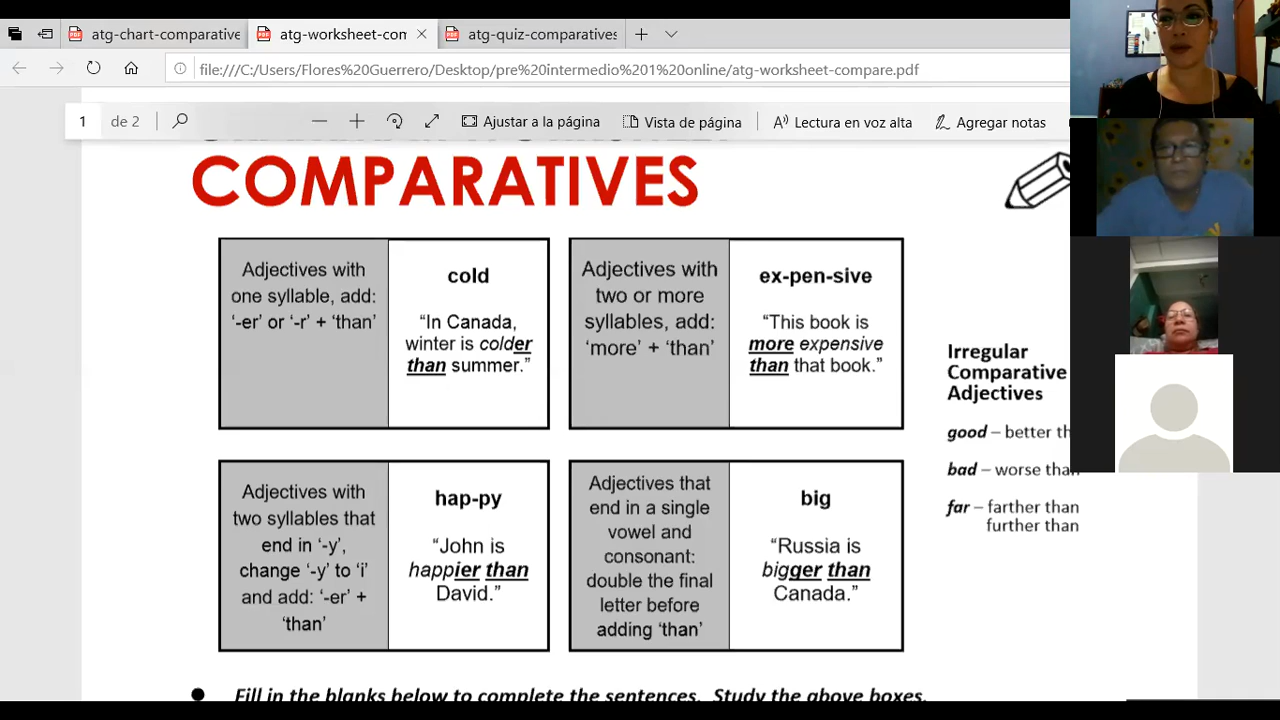 atg-chart-comparative
atg-worksheet-com
atg-quiz-comparatives
file:///C:/Users/Flores%20Guerrero/Desktop/pre%20intermedio%201%20online/atg-worksheet-compare.pdf
1 de 2
Ajustar a la página
Vista de página
Lectura en voz alta
Agregar notas
COMPARATIVES
Adjectives with
one syllable, add:
'-er' or '-r' + 'than'
cold
“In Canada,
winter is colder
than summer.”
Adjectives with
two or more
syllables, add:
'more' + 'than'
ex-pen-sive
“This book is
more expensive
than that book.”
Irregular
Comparative
Adjectives
good – better th
bad – worse than
far – farther than
further than
Adjectives with
two syllables that
end in '-y',
change '-y' to 'i'
and add: '-er' +
'than'
hap-py
“John is
happier than
David.”
Adjectives that
end in a single
vowel and
consonant:
double the final
letter before
adding 'than'
big
“Russia is
bigger than
Canada.”
Fill in the blanks below to complete the sentences. Study the above boxes.